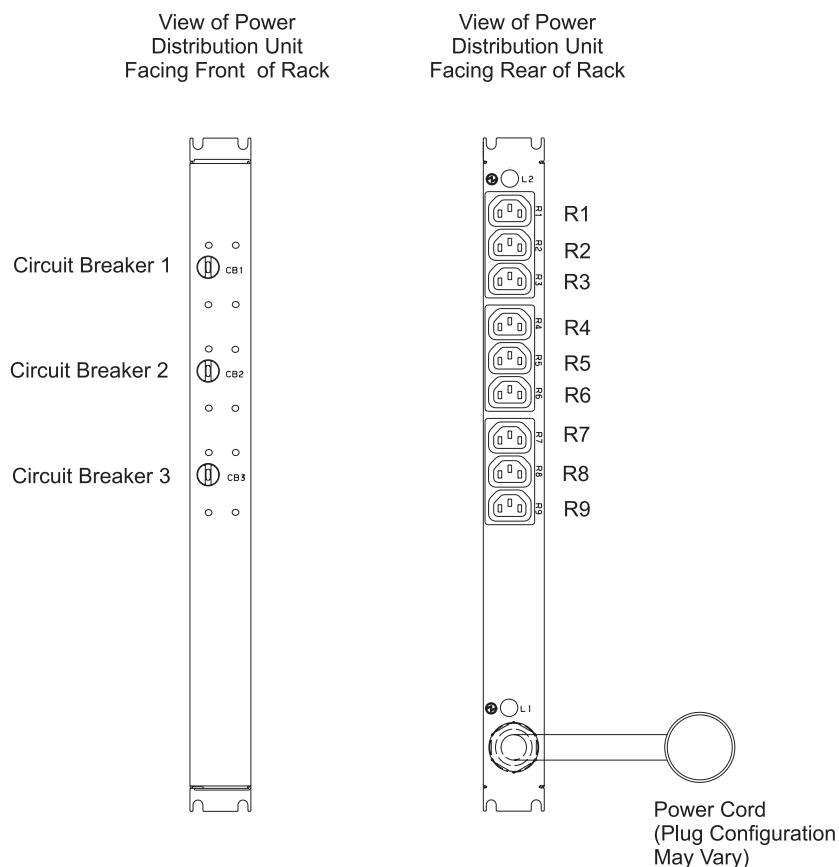 View of Power
Distribution Unit
Facing Front of Rack
View of Power
Distribution Unit
Facing Rear of Rack
L2
R1
R1
R2
R2
R3
R3
Circuit Breaker 1
CB1
R4
R4
R5
R5
Circuit Breaker 2
CB2
R6
R6
R7
R7
Circuit Breaker 3
CB3
R8
R8
R9
R9
L1
Power Cord
(Plug Configuration
May Vary)